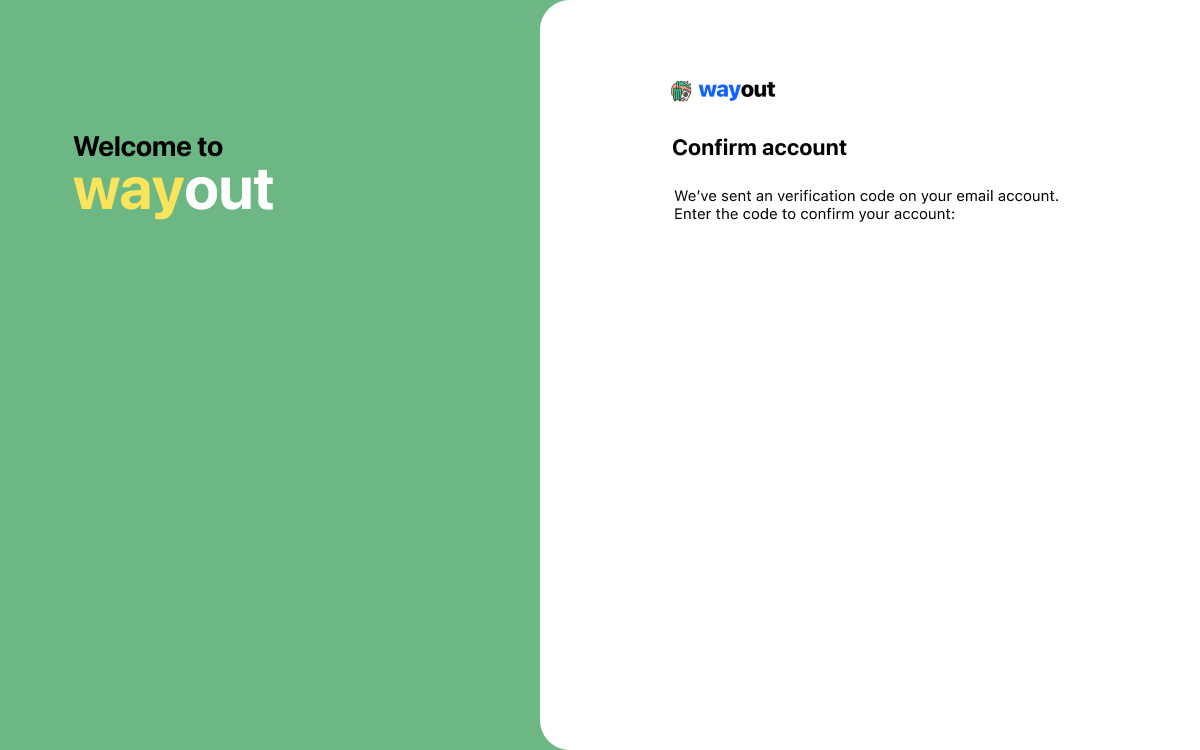 Welcome to
wayout
wayout
Confirm account
We’ve sent an verification code on your email account.
Enter the code to confirm your account: